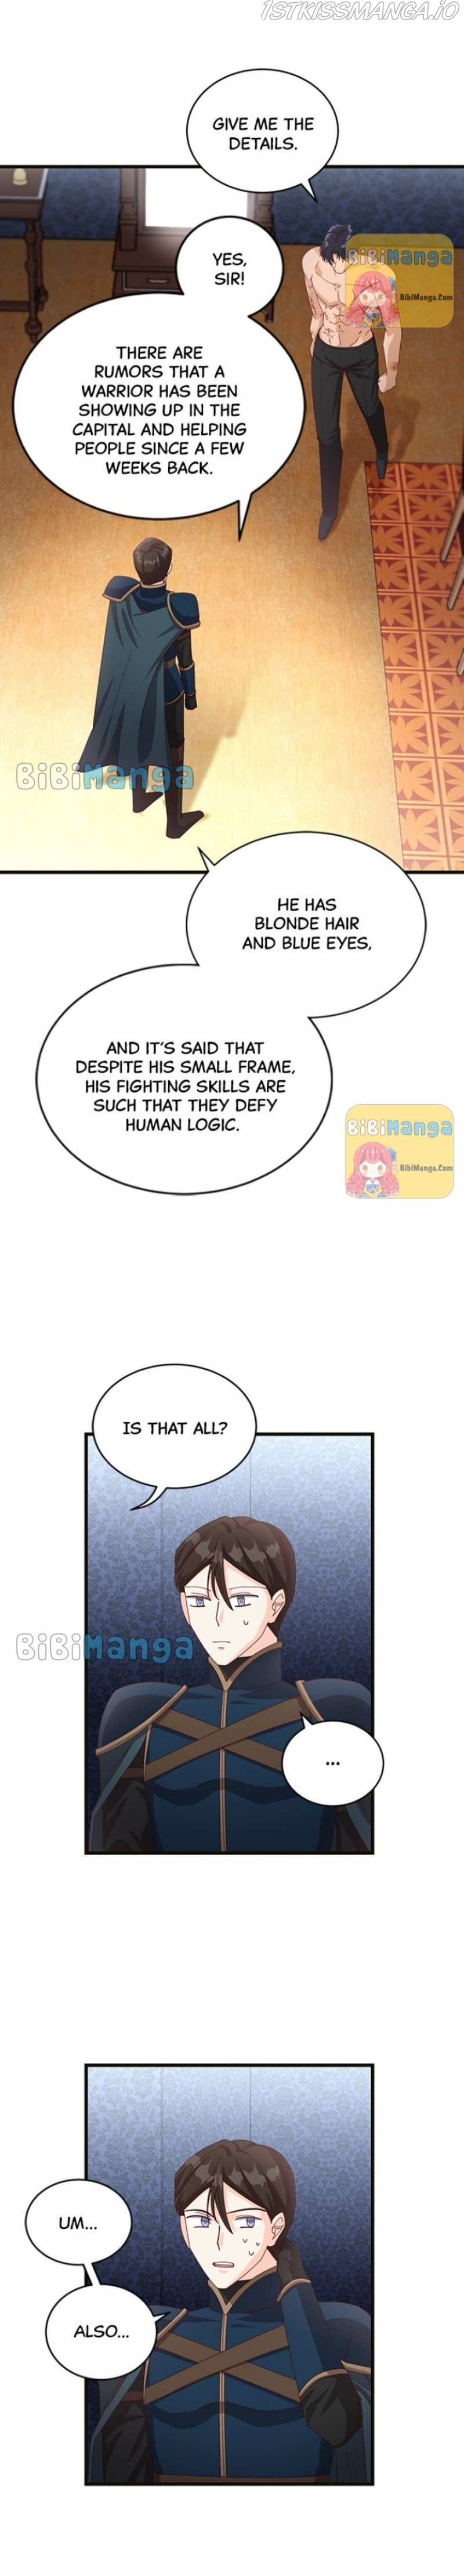 1STKISSMANGA.IO
GIVE ME THE
DETAILS.
BiBiManga
BibiManga.Com
YES,
SIR!
THERE ARE
RUMORS THAT A
WARRIOR HAS BEEN
SHOWING UP IN THE
CAPITAL AND HELPING
PEOPLE SINCE A FEW
WEEKS BACK.
BiBiManga
HE HAS
BLONDE HAIR
AND BLUE EYES,
AND IT'S SAID THAT
DESPITE HIS SMALL FRAME,
HIS FIGHTING SKILLS ARE
SUCH THAT THEY DEFY
HUMAN LOGIC.
BiBiManga
BibiManga.Com
IS THAT ALL?
BiBiManga
...
UM...
ALSO...